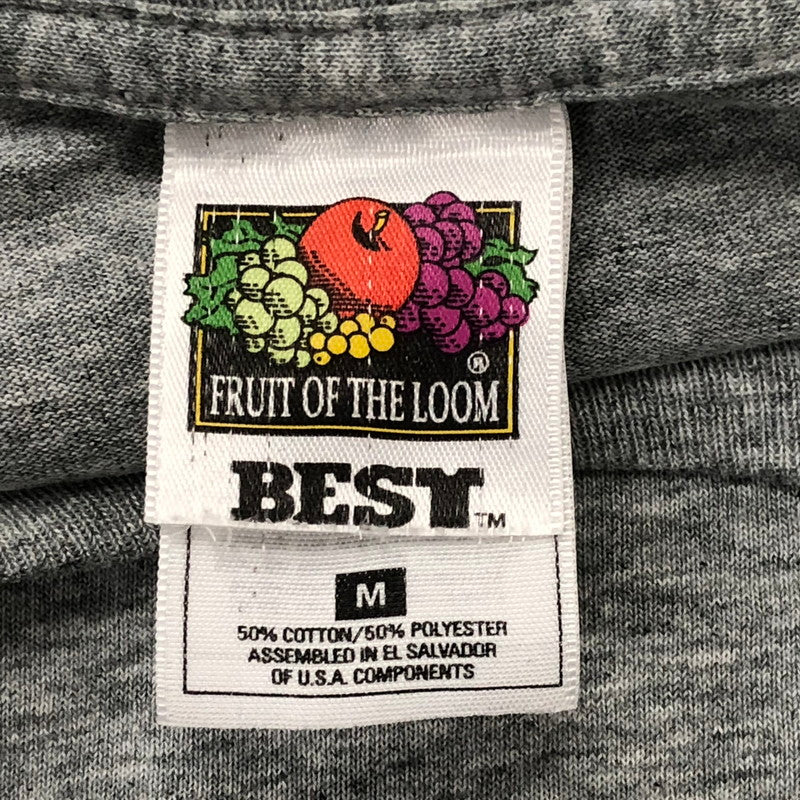 ®
FRUIT OF THE LOOM
BEST™
M
50% COTTON/50% POLYESTER
ASSEMBLED IN EL SALVADOR
OF U.S.A. COMPONENTS